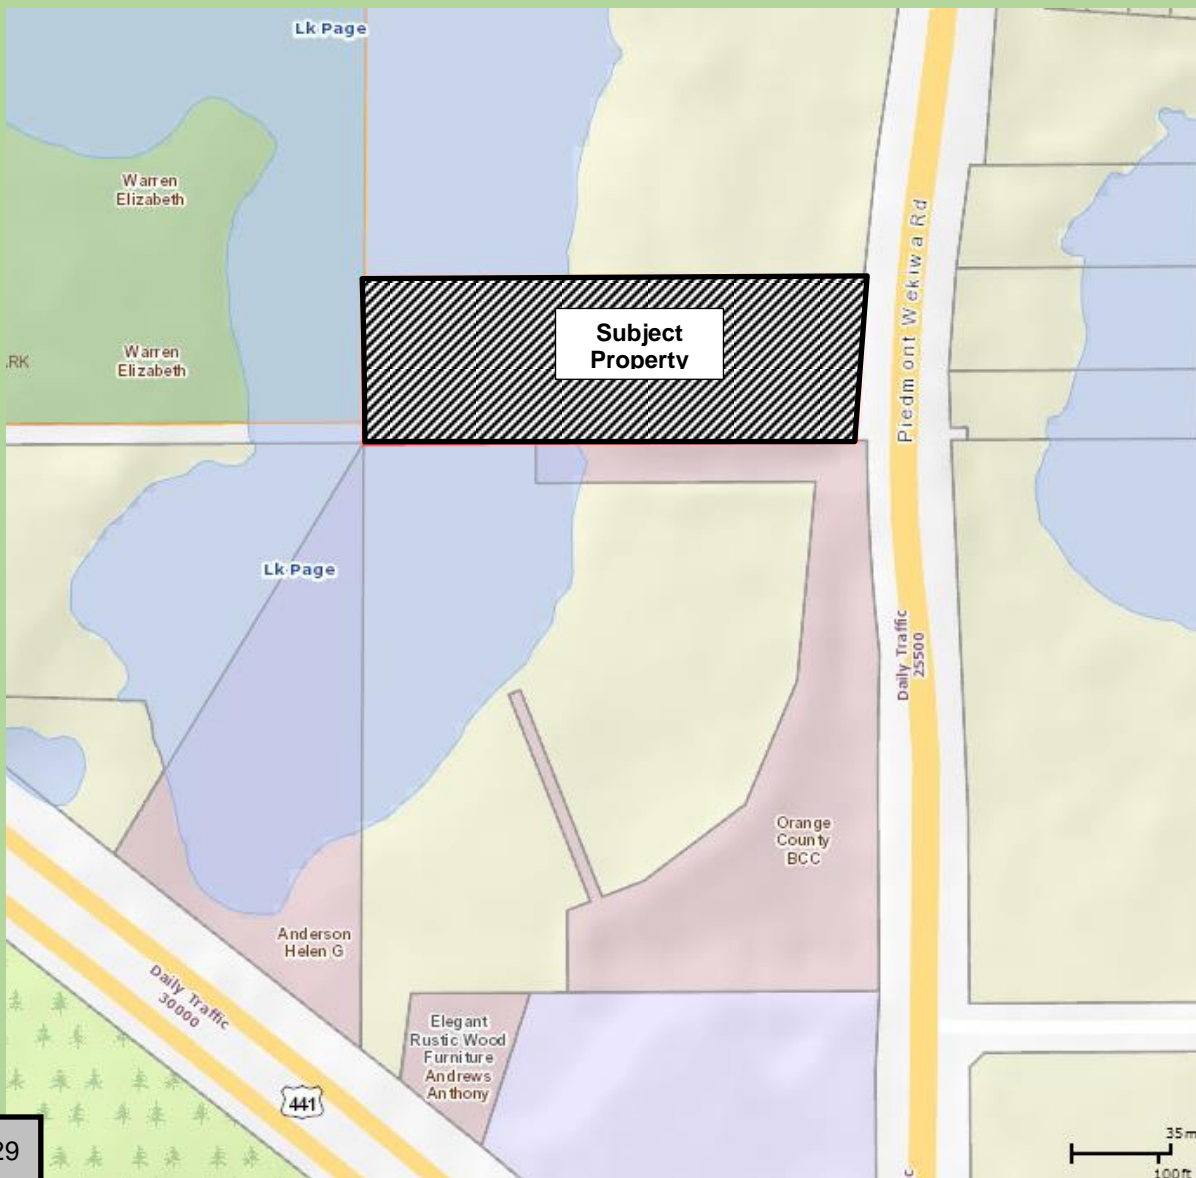 Lk Page
Warren
Elizabeth
Piedmont Wekiwa Rd
Subject
Property
Warren
Elizabeth
ARK
Lk Page
Daily Traffic
25500
Orange
County
BCC
Anderson
Helen G
Daily Traffic
30000
Elegant
Rustic Wood
Furniture
Andrews
Anthony
441
29
35m
100ft
c